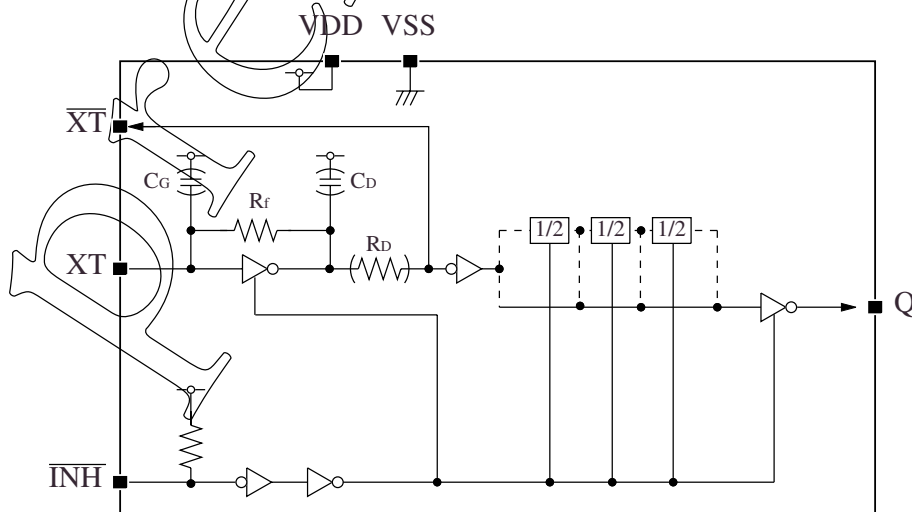 VDD VSS
XT
CG
CD
Rf
RD
1/2 1/2 1/2
XT
Q
INH